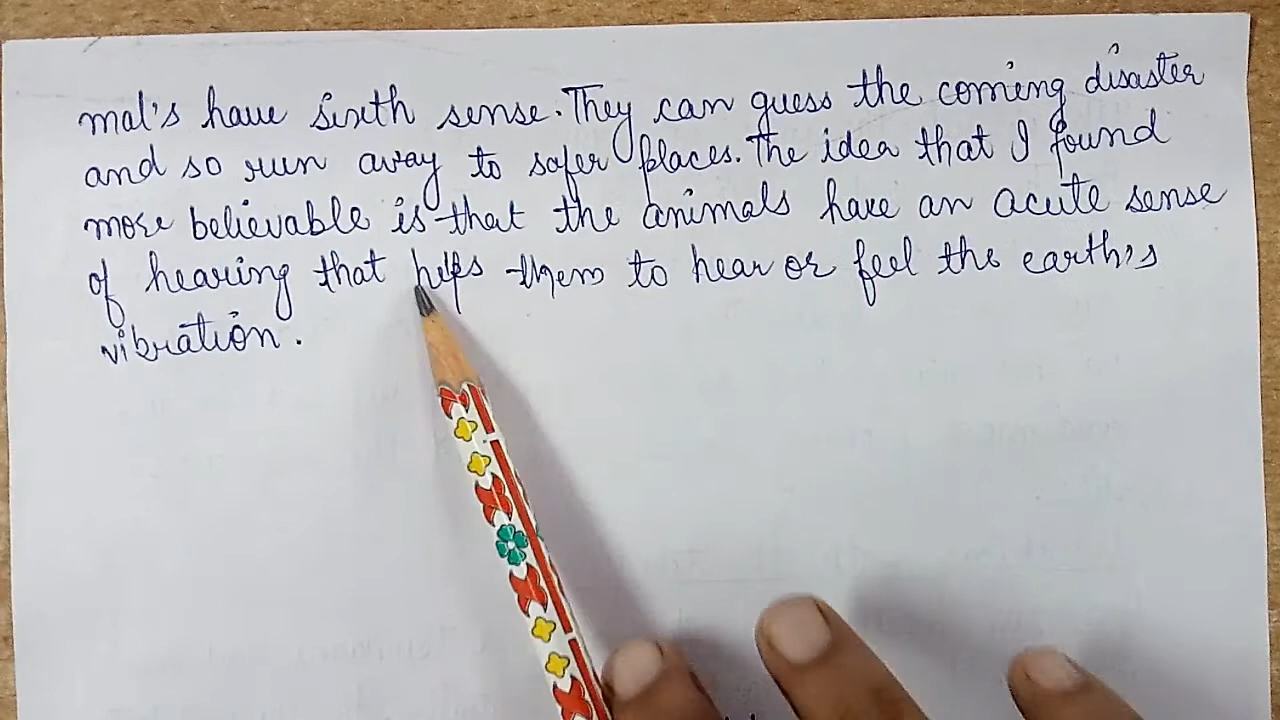 mal's have sixth sense. They can guess the coming disaster
and so run away to safer places. The idea that I found
more believable is that the animals have an acute sense
of hearing that helps them to hear or feel the earth's
vibration.